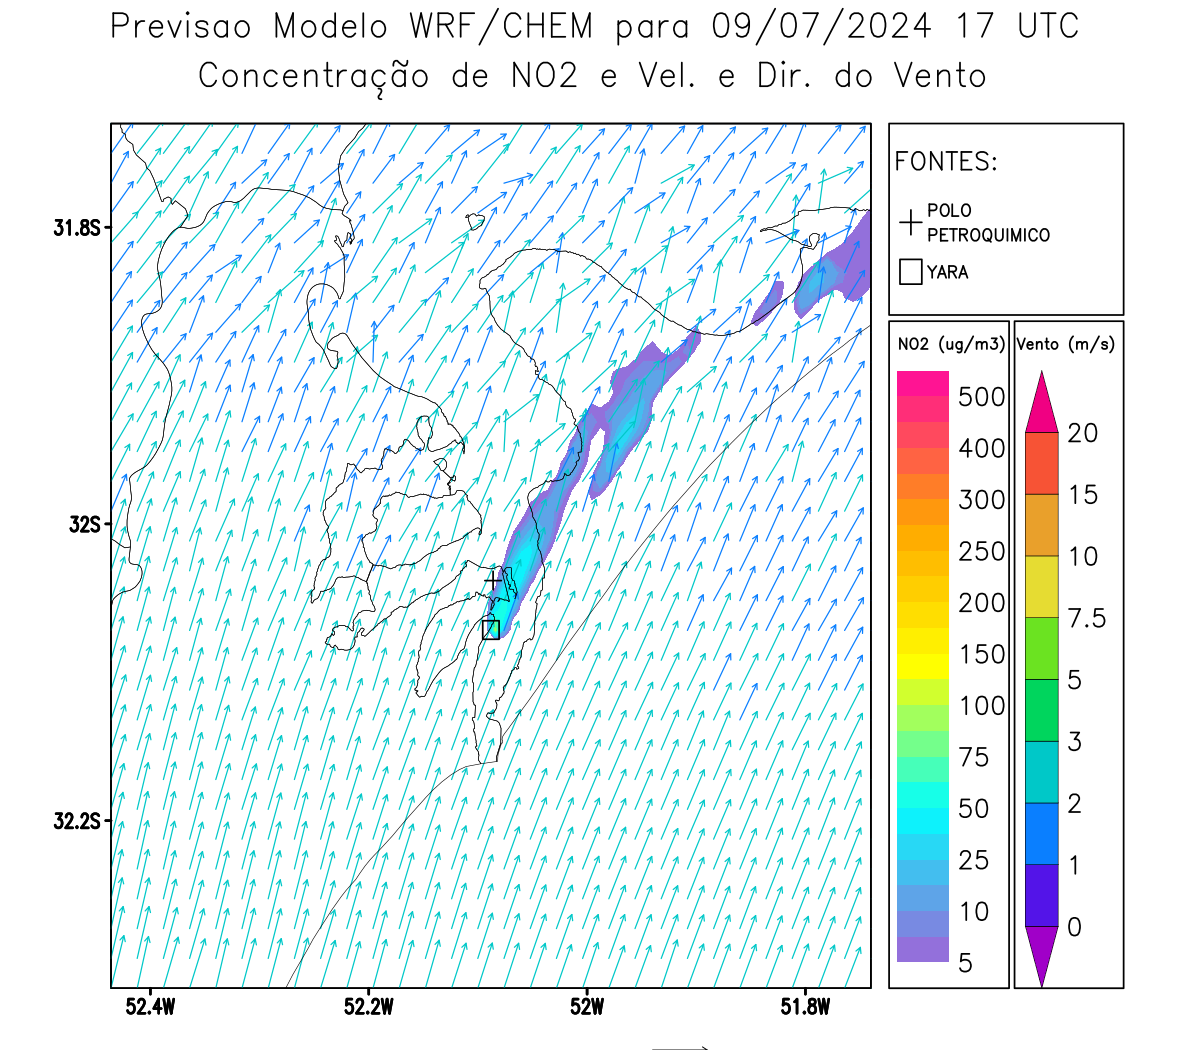 Previsao Modelo WRF/CHEM para 09/07/2024 17 UTC
Concentração de NO2 e Vel. e Dir. do Vento
FONTES:
POLO
PETROQUIMICO
YARA
NO2 (ug/m3)
500
400
300
250
200
150
100
75
50
25
10
5
Vento (m/s)
20
15
10
7.5
5
3
2
1
0
31.8S
32S
32.2S
52.4W
52.2W
52W
51.8W